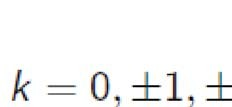 k = 0, ±1, ±